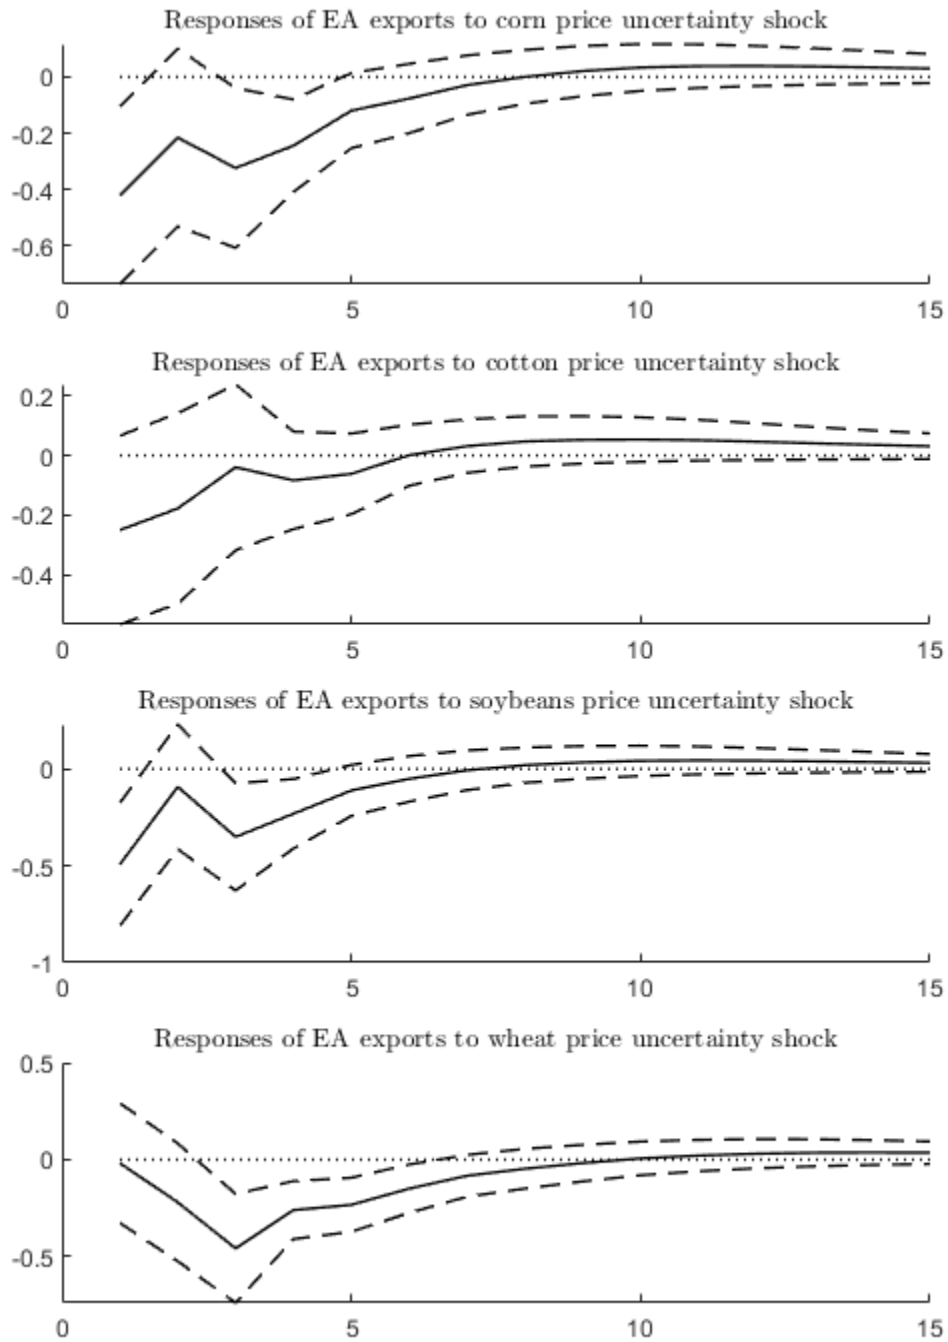 Responses of EA exports to corn price uncertainty shock
0
-0.2
-0.4
-0.6
0 5 10 15
Responses of EA exports to cotton price uncertainty shock
0.2
0
-0.2
-0.4
0 5 10 15
Responses of EA exports to soybeans price uncertainty shock
0
-0.5
-1
0 5 10 15
Responses of EA exports to wheat price uncertainty shock
0.5
0
-0.5
0 5 10 15